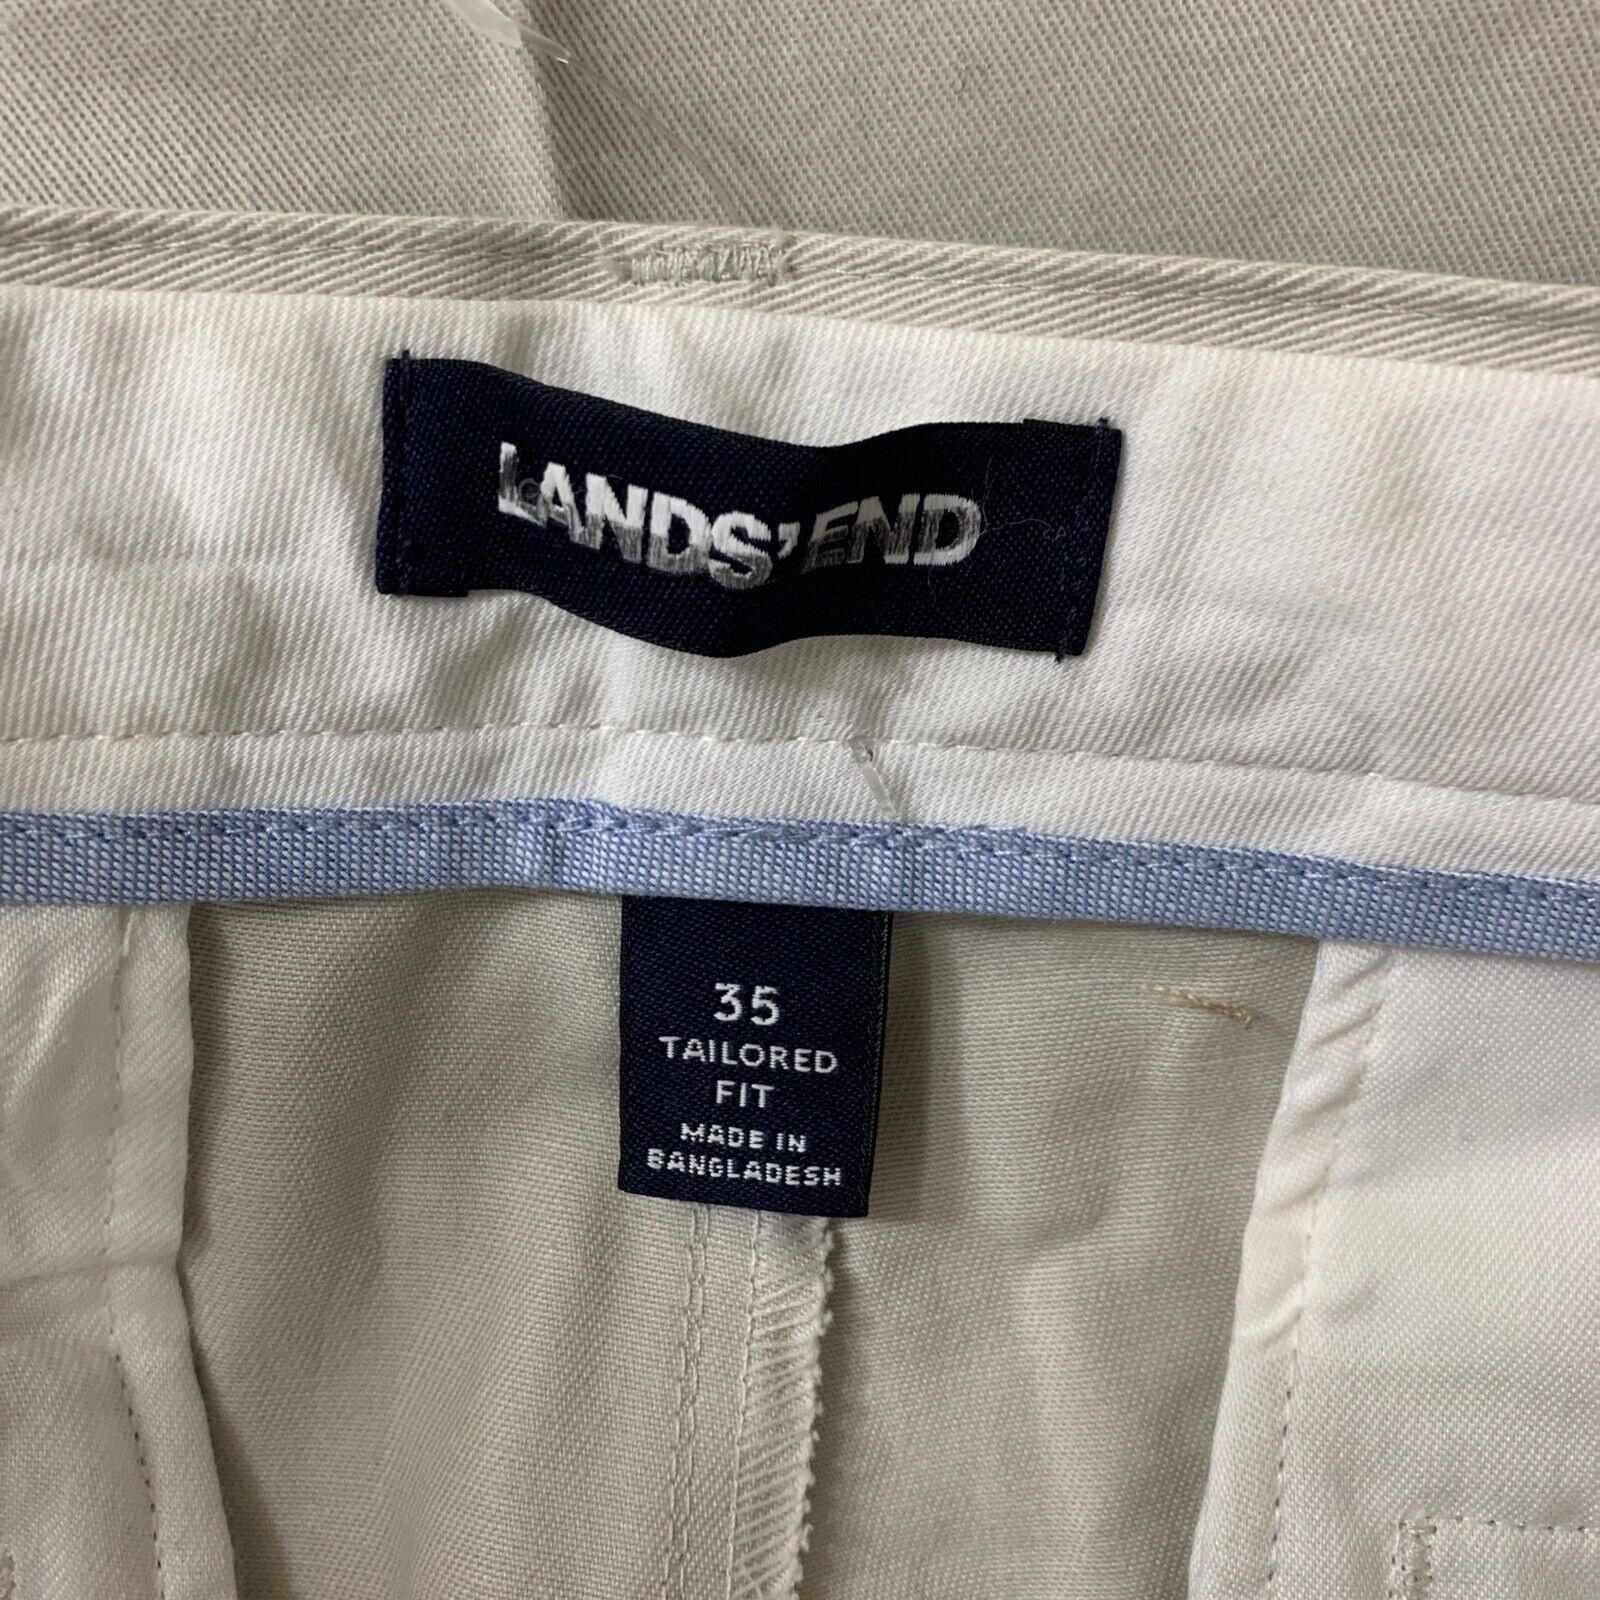 LANDS' END
35
TAILORED
FIT
MADE IN
BANGLADESH